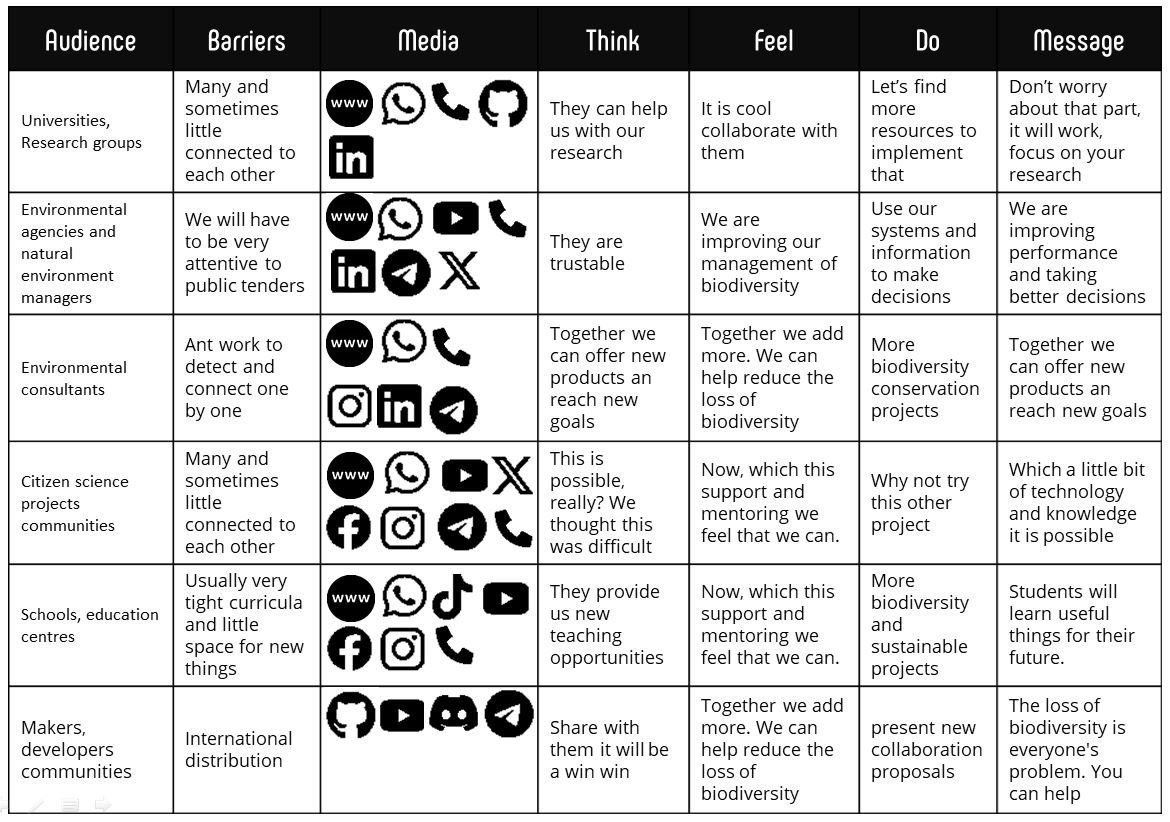 Audience Barriers Media Think Feel Do Message
Universities,
Research groups
Many and
sometimes
little
connected to
each other
www
in
They can help
us with our
research
It is cool
collaborate with
them
Let's find
more
resources to
implement
that
Don't worry
about that part,
it will work,
focus on your
research
Environmental
agencies and
natural
environment
managers
We will have
to be very
attentive to
public tenders
www
in
They are
trustable
We are
improving our
management of
biodiversity
Use our
systems and
information
to make
decisions
We are
improving
performance
and taking
better decisions
Environmental
consultants
Ant work to
detect and
connect one
by one
www
in
Together we
can offer new
products an
reach new
goals
Together we add
more. We can
help reduce the
loss of
biodiversity
More
biodiversity
conservation
projects
Together we
can offer new
products an
reach new goals
Citizen science
projects
communities
Many and
sometimes
little
connected to
each other
www
This is
possible,
really? We
thought this
was difficult
Now, which this
support and
mentoring we
feel that we can.
Why not try
this other
project
Which a little bit
of technology
and knowledge
it is possible
Schools, education
centres
Usually very
tight curricula
and little
space for new
things
www
They provide
us new
teaching
opportunities
Now, which this
support and
mentoring we
feel that we can.
More
biodiversity
and
sustainable
projects
Students will
learn useful
things for their
future.
Makers,
developers
communities
International
distribution
Share with
them it will be
a win win
Together we add
more. We can
help reduce the
loss of
biodiversity
present new
collaboration
proposals
The loss of
biodiversity is
everyone's
problem. You
can help